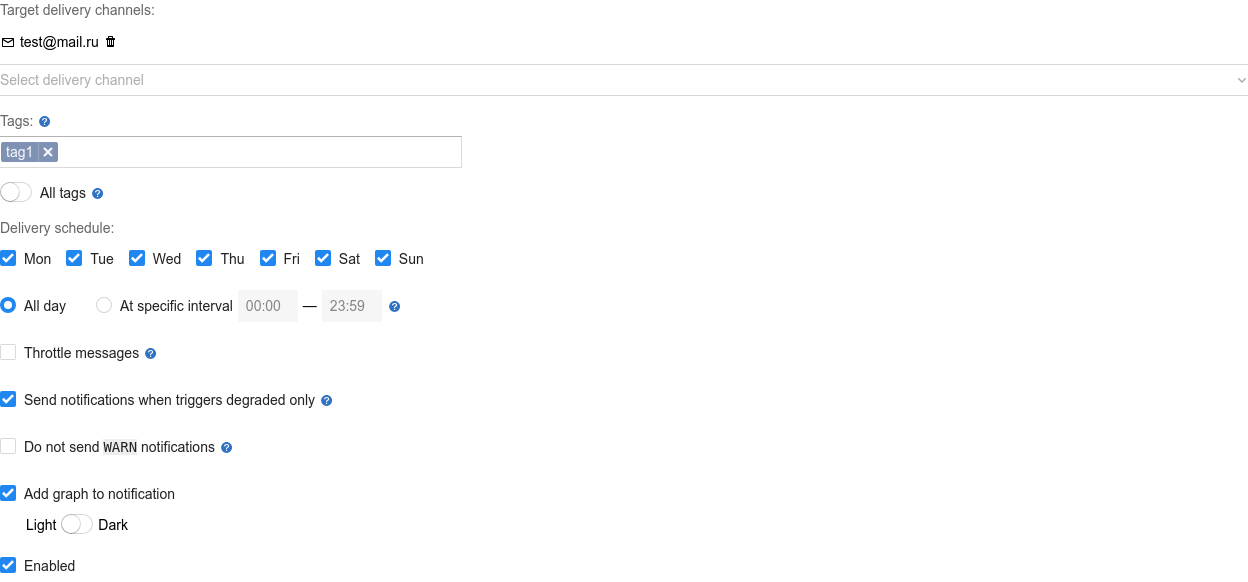 Target delivery channels:
test@mail.ru
Select delivery channel
Tags: ?
tag1 ✕
All tags ?
Delivery schedule:
Mon Tue Wed Thu Fri Sat Sun
All day At specific interval 00:00 — 23:59 ?
Throttle messages ?
Send notifications when triggers degraded only ?
Do not send WARN notifications ?
Add graph to notification
Light Dark
Enabled